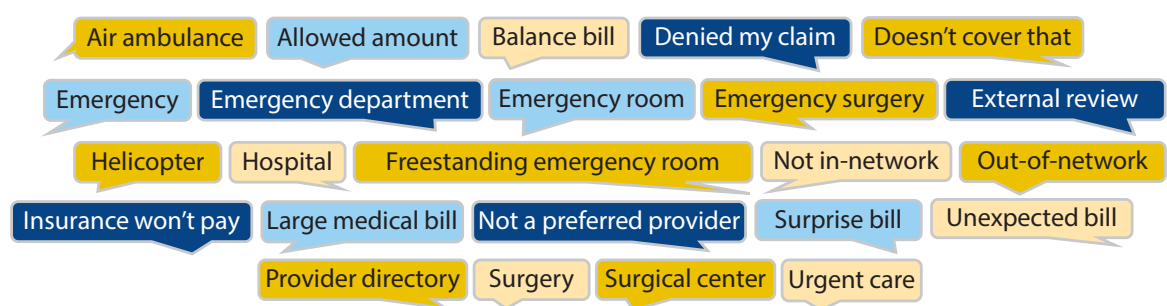 Air ambulance Allowed amount Balance bill Denied my claim Doesn't cover that
Emergency Emergency department Emergency room Emergency surgery External review
Helicopter Hospital Freestanding emergency room Not in-network Out-of-network
Insurance won't pay Large medical bill Not a preferred provider Surprise bill Unexpected bill
Provider directory Surgery Surgical center Urgent care